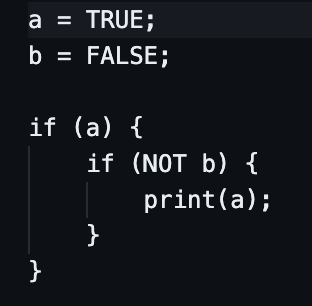 a = TRUE;
b = FALSE;

if (a) {
    if (NOT b) {
        print(a);
    }
}